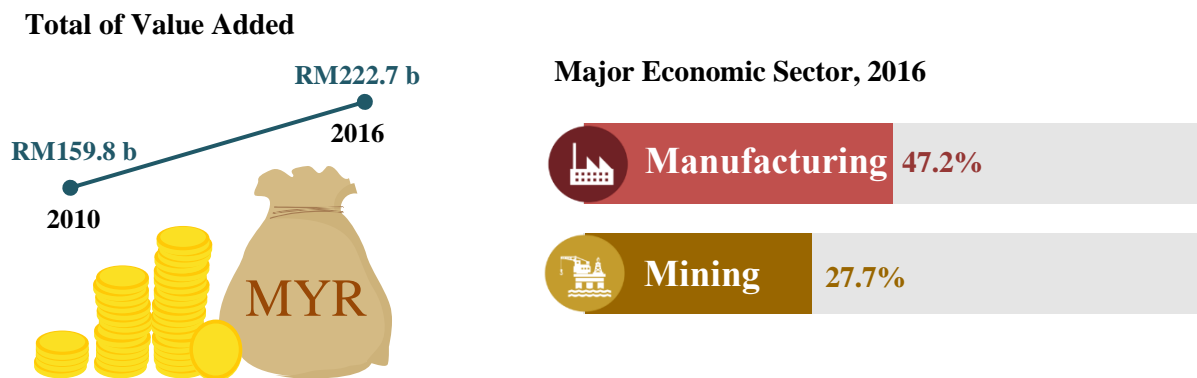 Total of Value Added
RM222.7 b
2016
RM159.8 b
2010
MYR
Major Economic Sector, 2016
Manufacturing 47.2%
Mining 27.7%